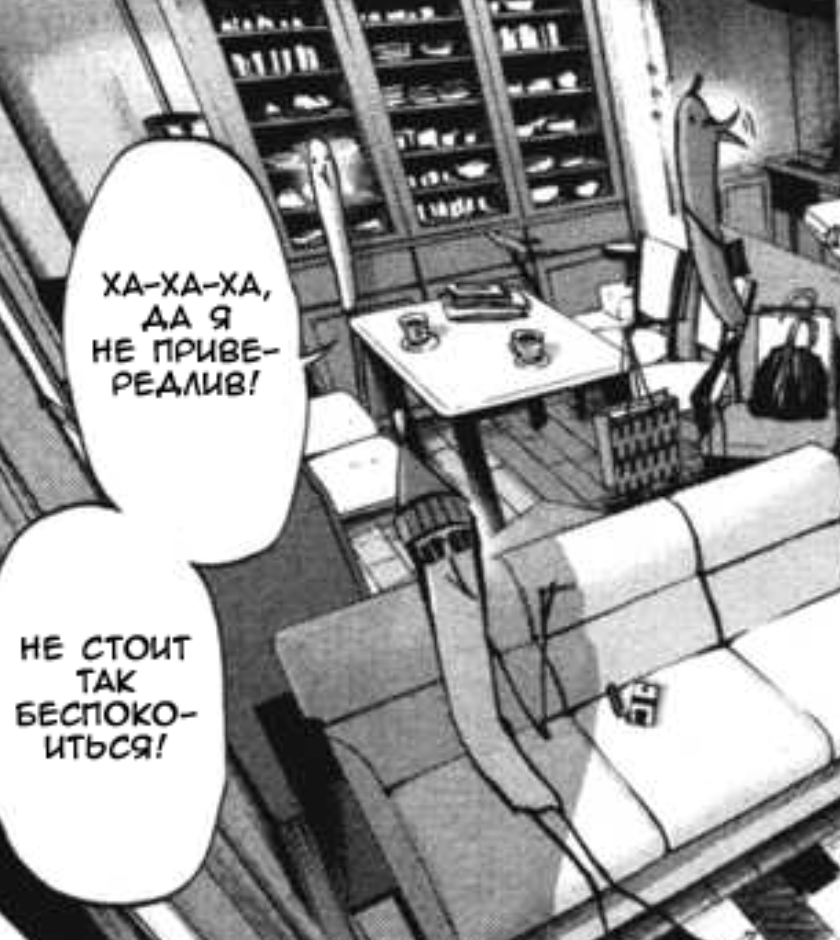 ХА-ХА-ХА,
ДА Я
НЕ ПРИВЕ-
РЕДЛИВ!
НЕ СТОИТ
ТАК
БЕСПОКО-
ИТЬСЯ!